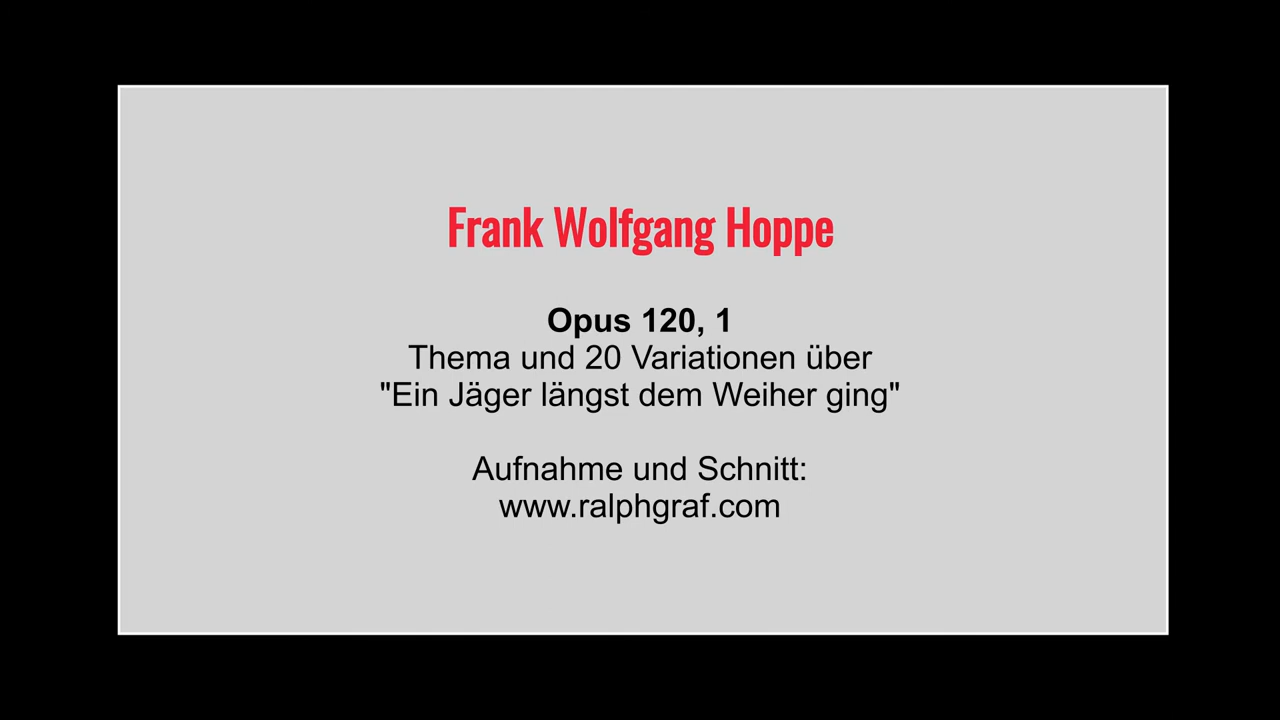 Frank Wolfgang Hoppe
Opus 120, 1
Thema und 20 Variationen über
"Ein Jäger längst dem Weiher ging"
Aufnahme und Schnitt:
www.ralphgraf.com